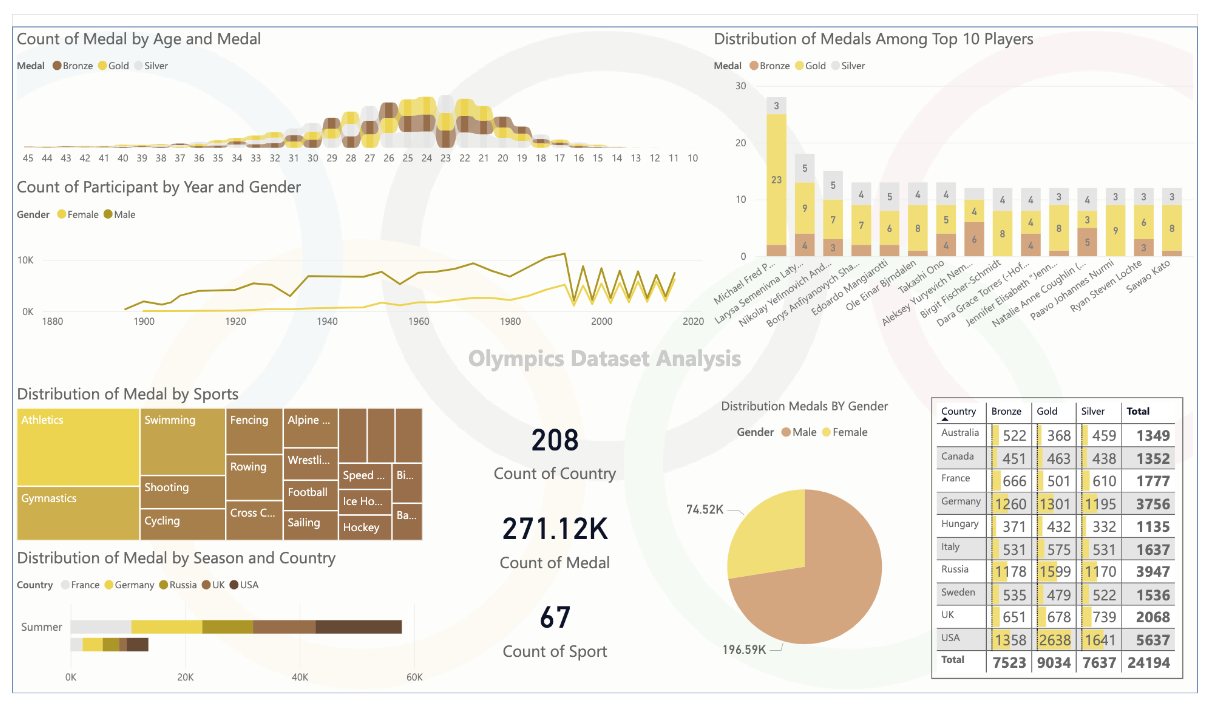 Count of Medal by Age and Medal
Medal Bronze Gold Silver
45 44 43 42 41 40 39 38 37 36 35 34 33 32 31 30 29 28 27 26 25 24 23 22 21 20 19 18 17 16 15 14 13 12 11 10
Count of Participant by Year and Gender
Gender Female Male
10K
0K
1880 1900 1920 1940 1960 1980 2000 2020
Distribution of Medals Among Top 10 Players
Medal Bronze Gold Silver
30
20
10
0
3 5 5 4 5 4 4 4 4 3 4 3 3 3
23 9 7 7 6 8 5 4 8 4 8 3 9 6 8
4 3 4 6 4 5 3
Michael Fred P...
Larysa Semenivna Laty...
Nikolay Yefimovich And...
Borys Anfiyanovych Sha...
Edoardo Mangiarotti
Ole Einar Bjrndalen
Takashi Ono
Aleksey Yuryevich Nem...
Birgit Fischer-Schmidt
Dara Grace Torres (-Hof...
Jennifer Elisabeth "Jenn...
Natalie Anne Coughlin (...
Paavo Johannes Nurmi
Ryan Steven Lochte
Sawao Kato
Olympics Dataset Analysis
Distribution of Medal by Sports
Athletics
Gymnastics
Swimming
Shooting
Cycling
Fencing
Rowing
Cross C...
Alpine ...
Wrestli...
Football
Sailing
Speed ...
Ice Ho...
Hockey
Bi...
Ba...
Distribution of Medal by Season and Country
Country France Germany Russia UK USA
Summer
0K 20K 40K 60K
208
Count of Country
271.12K
Count of Medal
67
Count of Sport
Distribution Medals BY Gender
Gender Male Female
74.52K
196.59K
Country Bronze Gold Silver Total
Australia 522 368 459 1349
Canada 451 463 438 1352
France 666 501 610 1777
Germany 1260 1301 1195 3756
Hungary 371 432 332 1135
Italy 531 575 531 1637
Russia 1178 1599 1170 3947
Sweden 535 479 522 1536
UK 651 678 739 2068
USA 1358 2638 1641 5637
Total 7523 9034 7637 24194